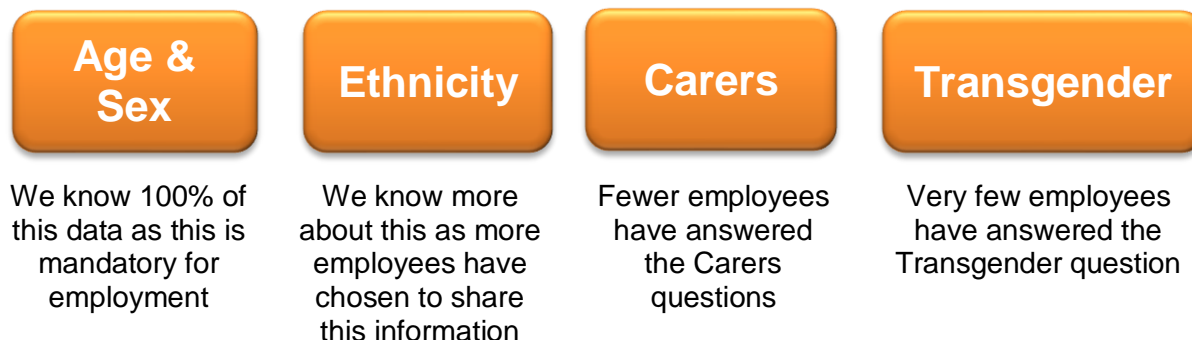 Age &
Sex
We know 100% of
this data as this is
mandatory for
employment
Ethnicity
We know more
about this as more
employees have
chosen to share
this information
Carers
Fewer employees
have answered
the Carers
questions
Transgender
Very few employees
have answered the
Transgender question